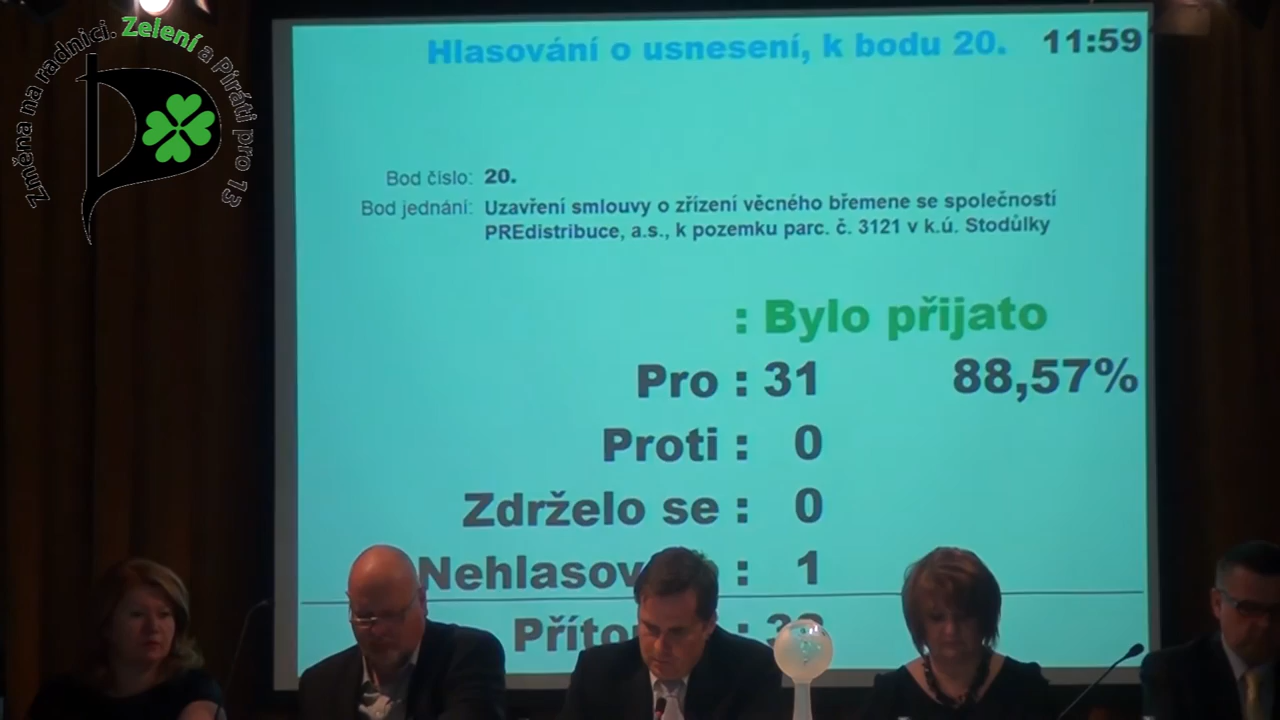 Změna na radnici. Zelení a Piráti pro 13
Hlasování o usnesení, k bodu 20. 11:59
Bod číslo: 20.
Bod jednání: Uzavření smlouvy o zřízení věcného břemene se společností
PREdistribuce, a.s., k pozemku parc. č. 3121 v k.ú. Stodůlky
: Bylo přijato
Pro : 31 88,57%
Proti : 0
Zdrželo se : 0
: 1